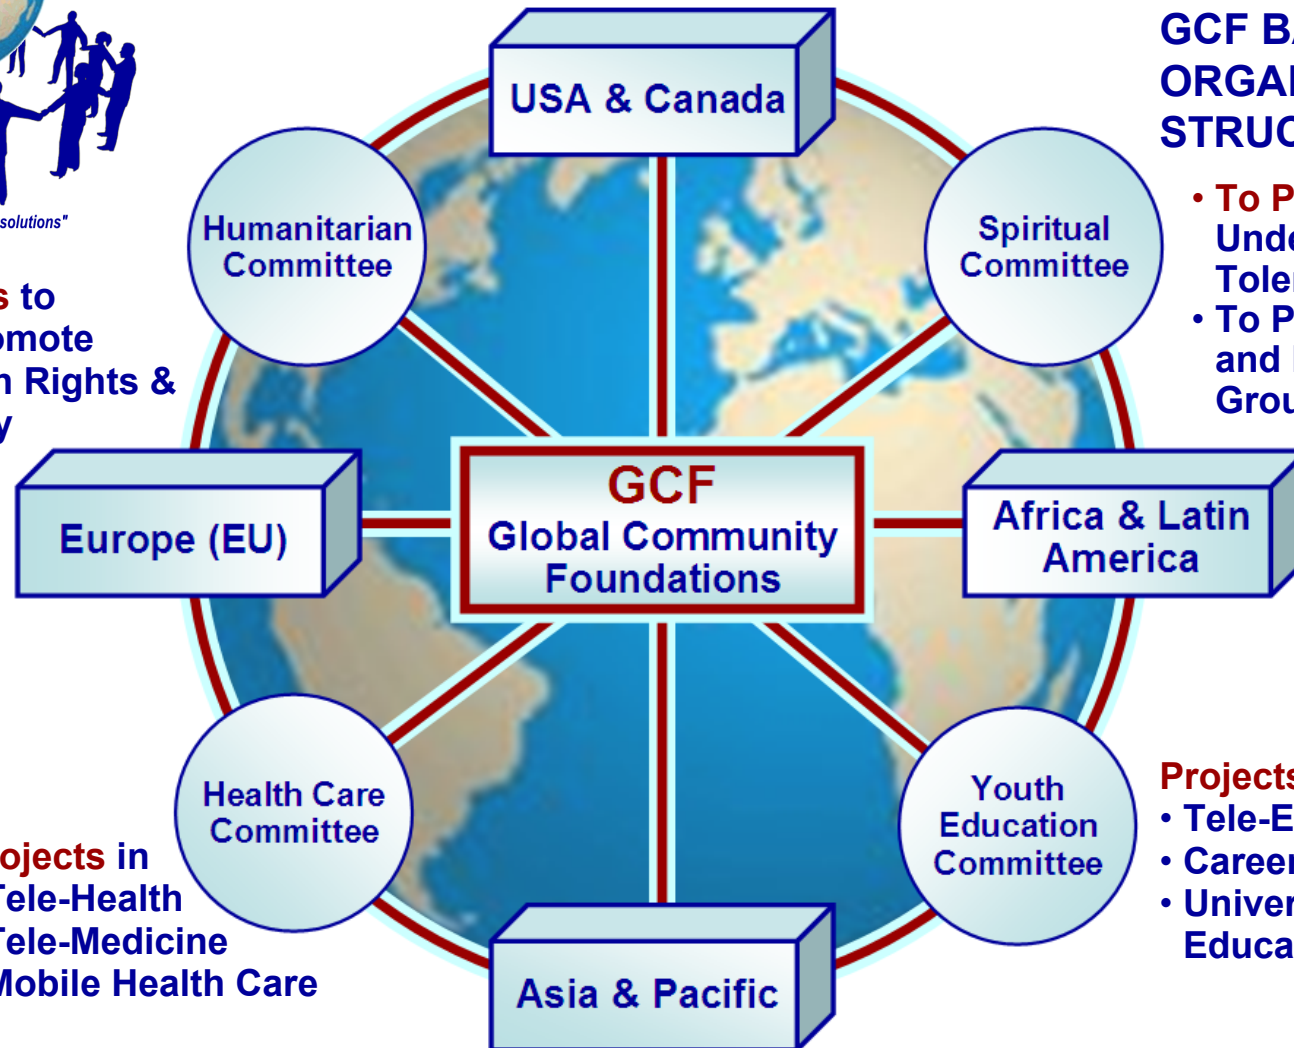 USA & Canada
GCF
ORGA
STRUC
Humanitarian
Committee
Spiritual
Committee
solutions"
• To P
Unde
Toler
• To P
and
Grou
to
omote
Rights &
Europe (EU)
GCF
Global Community
Foundations
Africa & Latin
America
Health Care
Committee
Youth
Education
Committee
ojects in
Tele-Health
Tele-Medicine
Mobile Health Care
Projects
• Tele-E
• Career
• Univer
Educa
Asia & Pacific